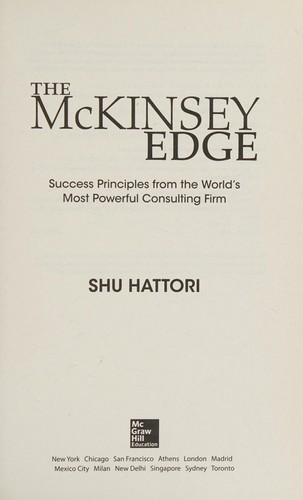 THE
McKINSEY
EDGE
Success Principles from the World's
Most Powerful Consulting Firm
SHU HATTORI
Mc
Graw
Hill
Education
New York Chicago San Francisco Athens London Madrid
Mexico City Milan New Delhi Singapore Sydney Toronto